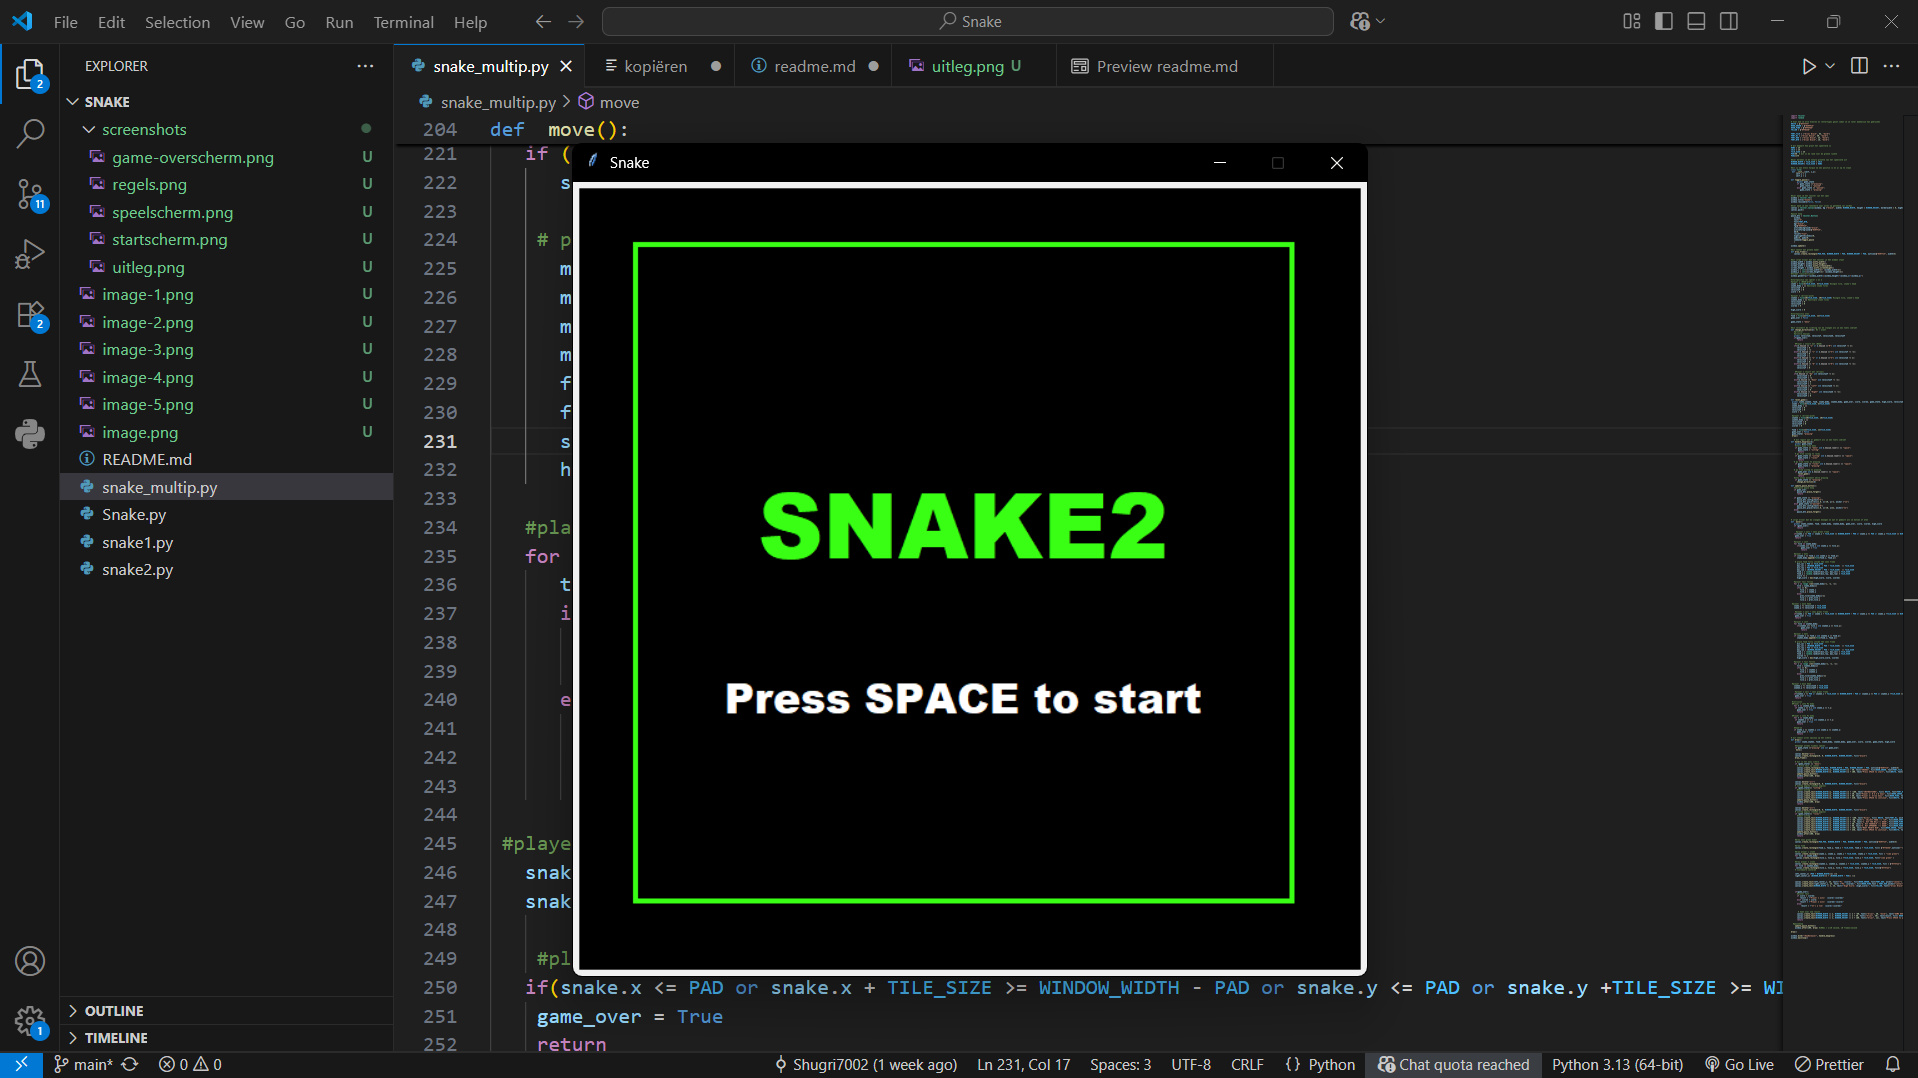 File Edit Selection View Go Run Terminal Help
Snake
EXPLORER
SNAKE
screenshots
game-overscherm.png U
regels.png U
speelscherm.png U
startscherm.png U
uitleg.png U
image-1.png U
image-2.png U
image-3.png U
image-4.png U
image-5.png U
image.png U
README.md
snake_multip.py
Snake.py
snake1.py
snake2.py
OUTLINE
TIMELINE
2
11
2
1
snake_multip.py
kopiëren
readme.md
uitleg.png U
Preview readme.md
snake_multip.py > move
204 def move():
221 if (
222 s
223
224 # p
225 m
226 m
227 m
228 m
229 f
230 f
231 s
232 h
233
234 #pla
235 for
236 t
237 i
238
239
240 e
241
242
243
244
245 #playe
246 snak
247 snak
248
249 #pl
250 if(snake.x <= PAD or snake.x + TILE_SIZE >= WINDOW_WIDTH - PAD or snake.y <= PAD or snake.y +TILE_SIZE >= WI
251 game_over = True
252 return
Snake
SNAKE2
Press SPACE to start
main* 0 0 Shugri7002 (1 week ago) Ln 231, Col 17 Spaces: 3 UTF-8 CRLF {} Python Chat quota reached Python 3.13 (64-bit) Go Live Prettier